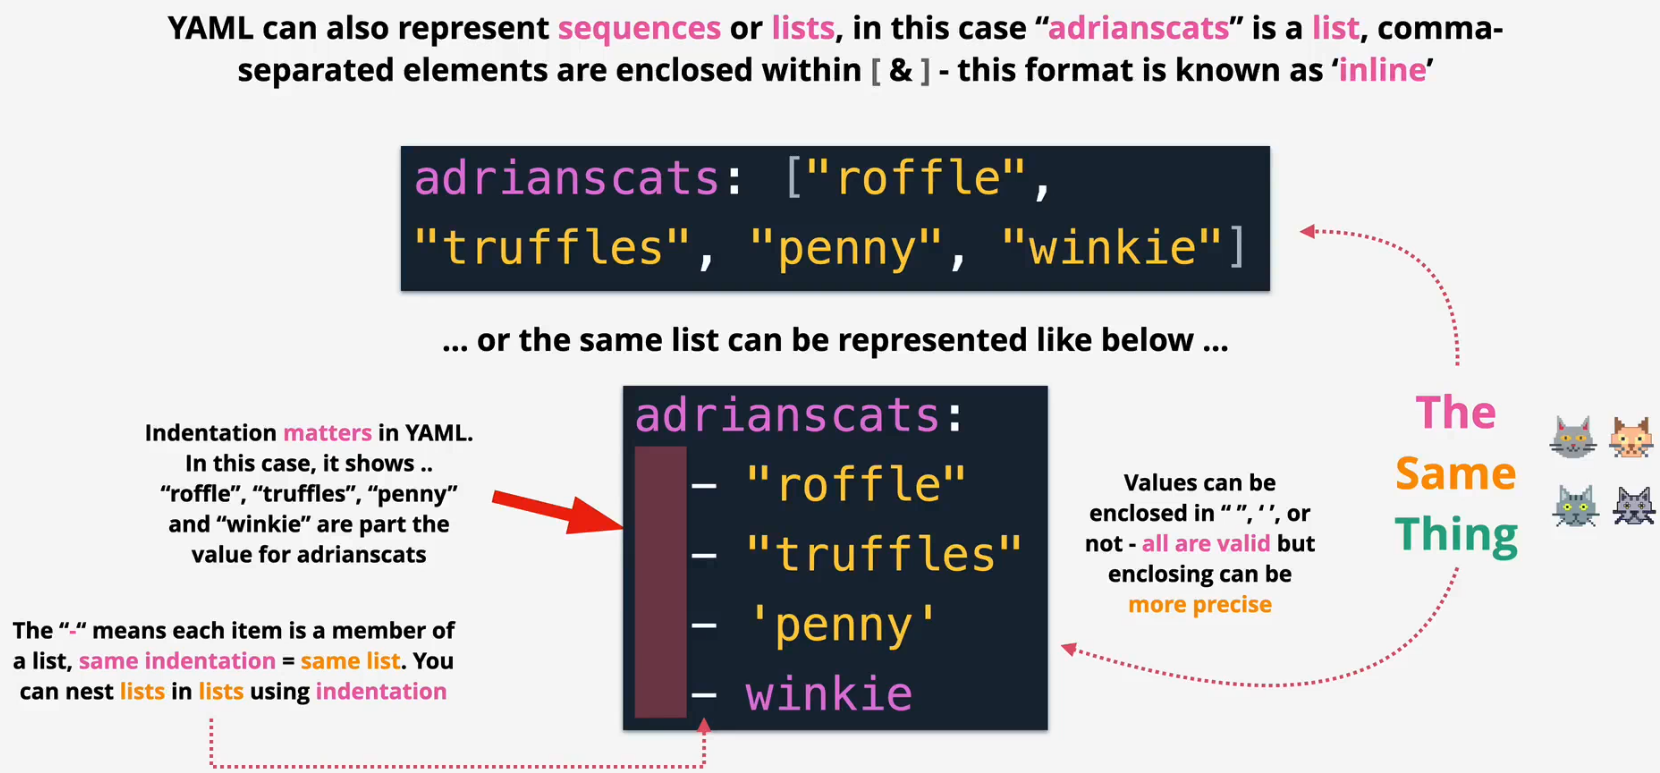 YAML can also represent sequences or lists, in this case “adrianscats” is a list, comma-
separated elements are enclosed within [ & ] - this format is known as ‘inline’
adrianscats: ["roffle",
"truffles", "penny", "winkie"]
... or the same list can be represented like below ...
adrianscats:
- "roffle"
- "truffles"
- 'penny'
- winkie
Indentation matters in YAML.
In this case, it shows ..
“roffle”, “truffles”, “penny”
and “winkie” are part the
value for adrianscats
The “-“ means each item is a member of
a list, same indentation = same list. You
can nest lists in lists using indentation
Values can be
enclosed in “ ”, ‘ ’, or
not - all are valid but
enclosing can be
more precise
The
Same
Thing